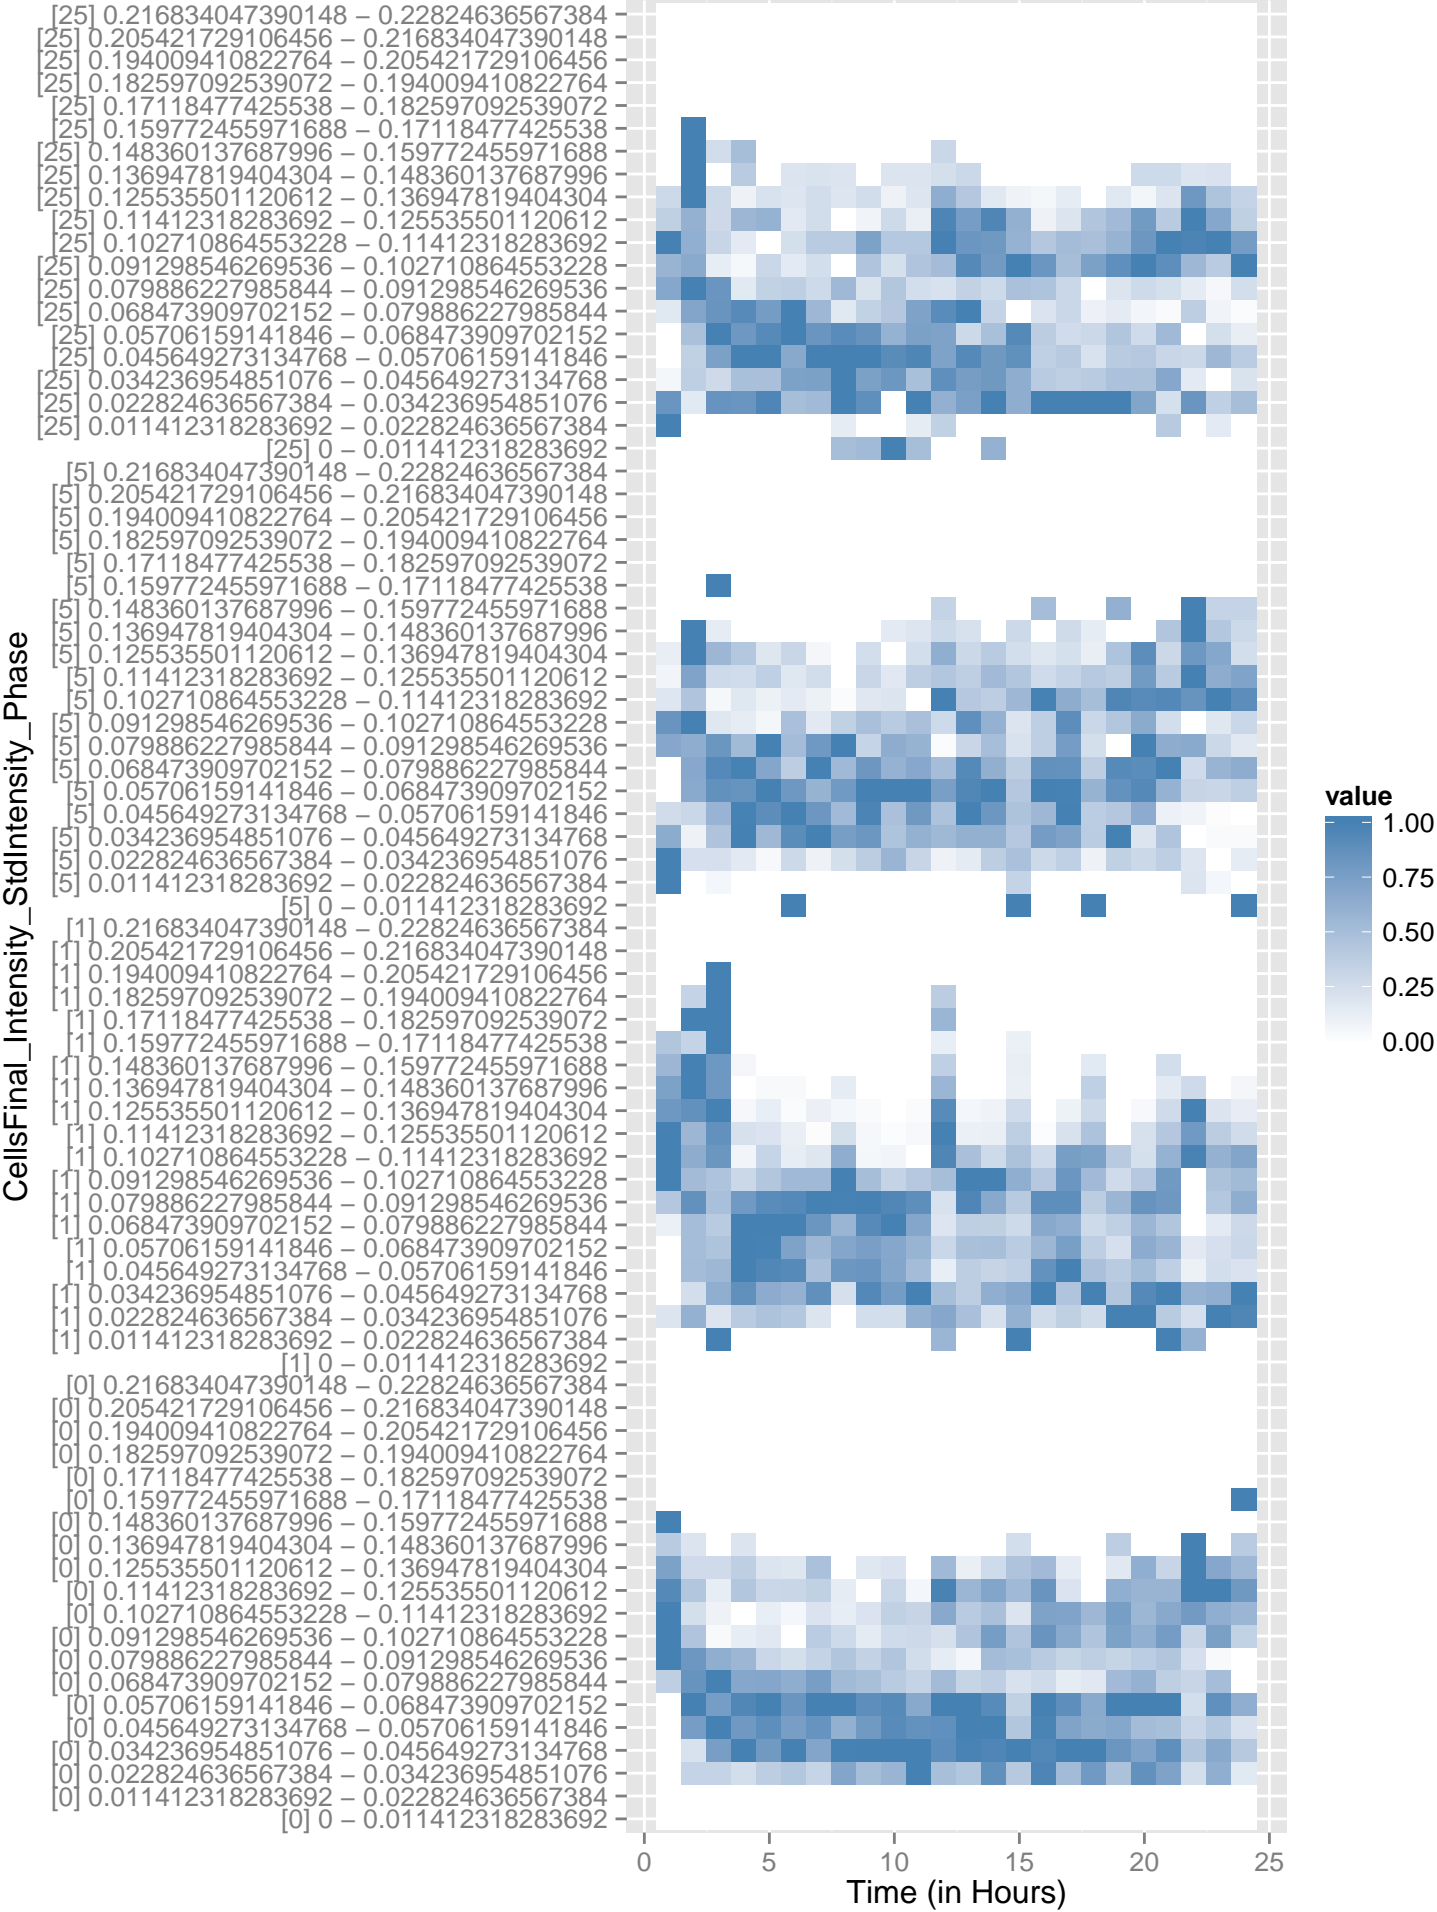 [25] 0.216834047390148 – 0.22824636567384
[25] 0.205421729106456 – 0.216834047390148
[25] 0.194009410822764 – 0.205421729106456
[25] 0.182597092539072 – 0.194009410822764
[25] 0.17118477425538 – 0.182597092539072
[25] 0.159772455971688 – 0.17118477425538
[25] 0.148360137687996 – 0.159772455971688
[25] 0.136947819404304 – 0.148360137687996
[25] 0.125535501120612 – 0.136947819404304
[25] 0.11412318283692 – 0.125535501120612
[25] 0.102710864553228 – 0.11412318283692
[25] 0.091298546269536 – 0.102710864553228
[25] 0.079886227985844 – 0.091298546269536
[25] 0.068473909702152 – 0.079886227985844
[25] 0.05706159141846 – 0.068473909702152
[25] 0.045649273134768 – 0.05706159141846
[25] 0.034236954851076 – 0.045649273134768
[25] 0.022824636567384 – 0.034236954851076
[25] 0.011412318283692 – 0.022824636567384
[25] 0 – 0.011412318283692
[5] 0.216834047390148 – 0.22824636567384
[5] 0.205421729106456 – 0.216834047390148
[5] 0.194009410822764 – 0.205421729106456
[5] 0.182597092539072 – 0.194009410822764
[5] 0.17118477425538 – 0.182597092539072
[5] 0.159772455971688 – 0.17118477425538
[5] 0.148360137687996 – 0.159772455971688
[5] 0.136947819404304 – 0.148360137687996
[5] 0.125535501120612 – 0.136947819404304
[5] 0.11412318283692 – 0.125535501120612
[5] 0.102710864553228 – 0.11412318283692
[5] 0.091298546269536 – 0.102710864553228
[5] 0.079886227985844 – 0.091298546269536
[5] 0.068473909702152 – 0.079886227985844
[5] 0.05706159141846 – 0.068473909702152
[5] 0.045649273134768 – 0.05706159141846
[5] 0.034236954851076 – 0.045649273134768
[5] 0.022824636567384 – 0.034236954851076
[5] 0.011412318283692 – 0.022824636567384
[5] 0 – 0.011412318283692
[1] 0.216834047390148 – 0.22824636567384
[1] 0.205421729106456 – 0.216834047390148
[1] 0.194009410822764 – 0.205421729106456
[1] 0.182597092539072 – 0.194009410822764
[1] 0.17118477425538 – 0.182597092539072
[1] 0.159772455971688 – 0.17118477425538
[1] 0.148360137687996 – 0.159772455971688
[1] 0.136947819404304 – 0.148360137687996
[1] 0.125535501120612 – 0.136947819404304
[1] 0.11412318283692 – 0.125535501120612
[1] 0.102710864553228 – 0.11412318283692
[1] 0.091298546269536 – 0.102710864553228
[1] 0.079886227985844 – 0.091298546269536
[1] 0.068473909702152 – 0.079886227985844
[1] 0.05706159141846 – 0.068473909702152
[1] 0.045649273134768 – 0.05706159141846
[1] 0.034236954851076 – 0.045649273134768
[1] 0.022824636567384 – 0.034236954851076
[1] 0.011412318283692 – 0.022824636567384
[1] 0 – 0.011412318283692
[0] 0.216834047390148 – 0.22824636567384
[0] 0.205421729106456 – 0.216834047390148
[0] 0.194009410822764 – 0.205421729106456
[0] 0.182597092539072 – 0.194009410822764
[0] 0.17118477425538 – 0.182597092539072
[0] 0.159772455971688 – 0.17118477425538
[0] 0.148360137687996 – 0.159772455971688
[0] 0.136947819404304 – 0.148360137687996
[0] 0.125535501120612 – 0.136947819404304
[0] 0.11412318283692 – 0.125535501120612
[0] 0.102710864553228 – 0.11412318283692
[0] 0.091298546269536 – 0.102710864553228
[0] 0.079886227985844 – 0.091298546269536
[0] 0.068473909702152 – 0.079886227985844
[0] 0.05706159141846 – 0.068473909702152
[0] 0.045649273134768 – 0.05706159141846
[0] 0.034236954851076 – 0.045649273134768
[0] 0.022824636567384 – 0.034236954851076
[0] 0.011412318283692 – 0.022824636567384
[0] 0 – 0.011412318283692
CellsFinal_Intensity_StdIntensity_Phase
0 5 10 15 20 25
Time (in Hours)
value
1.00
0.75
0.50
0.25
0.00